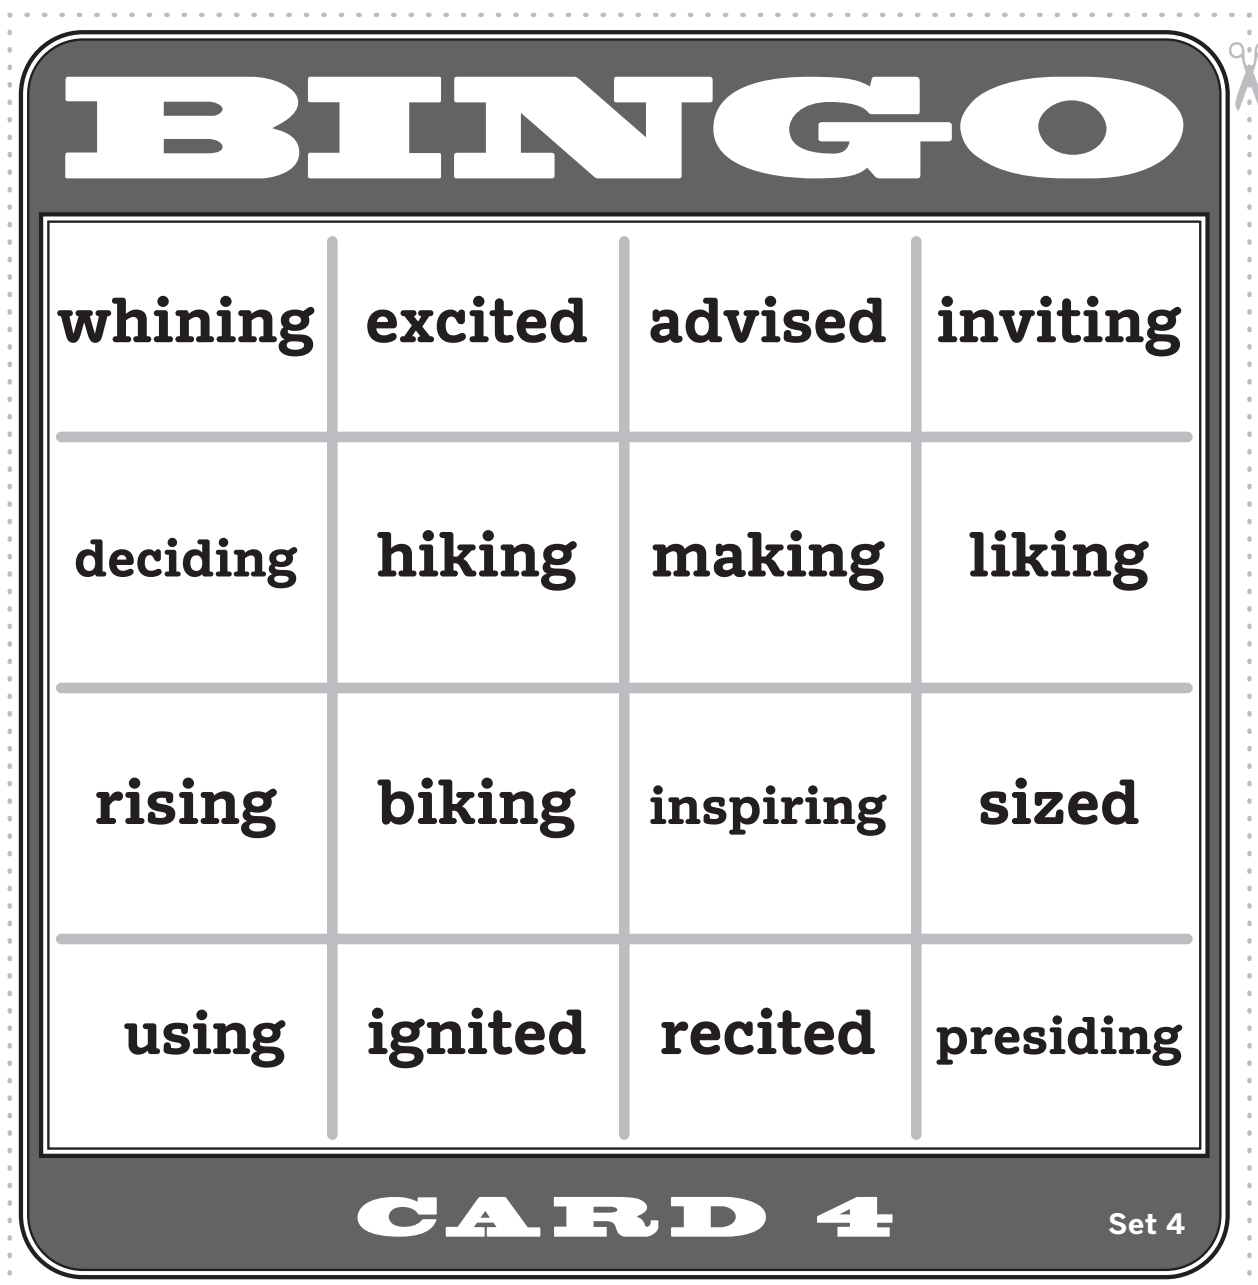 BINGO
whining excited advised inviting
deciding hiking making liking
rising biking inspiring sized
using ignited recited presiding
CARD 4
Set 4